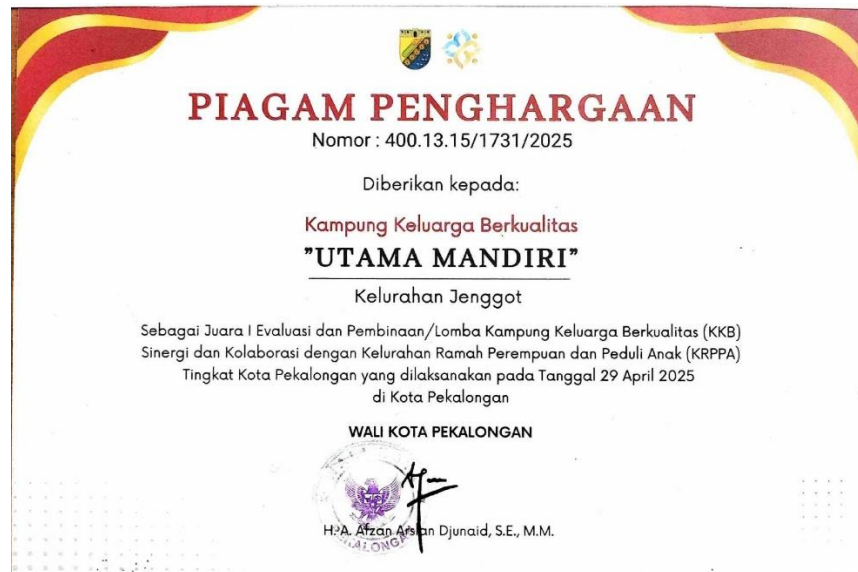 PIAGAM PENGHARGAAN
Nomor : 400.13.15/1731/2025
Diberikan kepada:
Kampung Keluarga Berkualitas
"UTAMA MANDIRI"
Kelurahan Jenggot
Sebagai Juara I Evaluasi dan Pembinaan/Lomba Kampung Keluarga Berkualitas (KKB)
Sinergi dan Kolaborasi dengan Kelurahan Ramah Perempuan dan Peduli Anak (KRPPA)
Tingkat Kota Pekalongan yang dilaksanakan pada Tanggal 29 April 2025
di Kota Pekalongan
WALI KOTA PEKALONGAN
H. A. Afzan Arslan Djunaid, S.E., M.M.